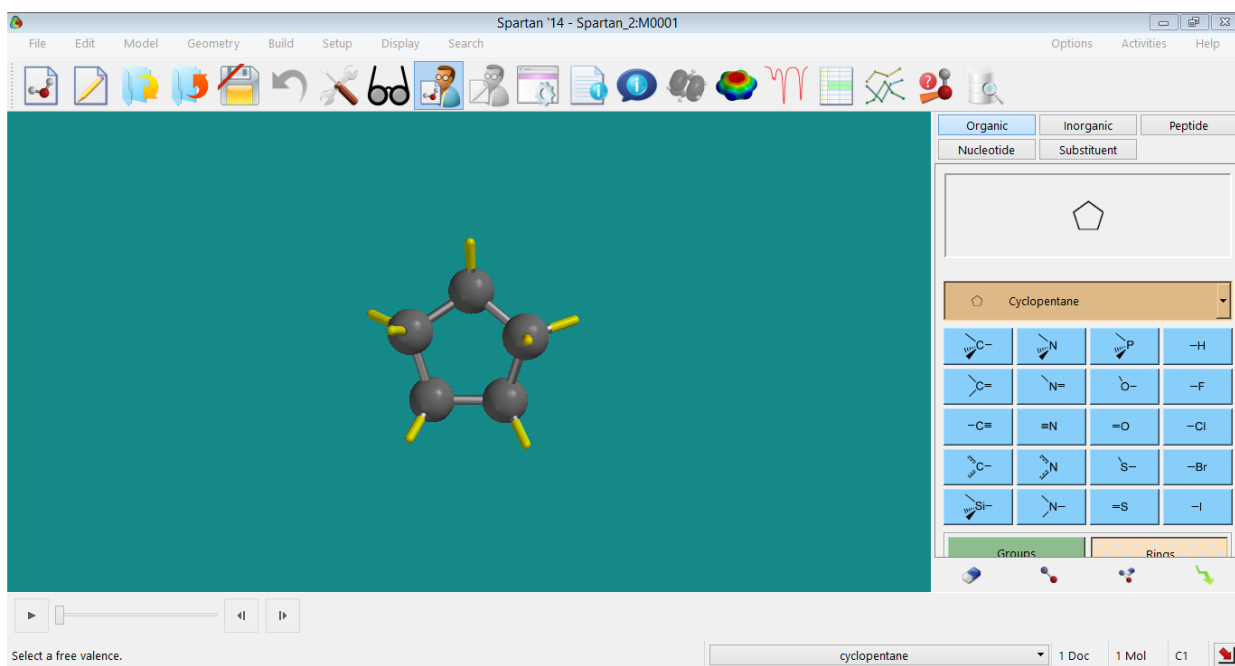 Spartan '14 - Spartan_2:M0001
File Edit Model Geometry Build Setup Display Search Options Activities Help
Organic Inorganic Peptide
Nucleotide Substituent
Cyclopentane
C- N P -H
C= N= O- -F
-C≡ ≡N =O -Cl
C- N S- -Br
Si- N- =S -I
Groups Rings
Select a free valence. cyclopentane 1 Doc 1 Mol C1